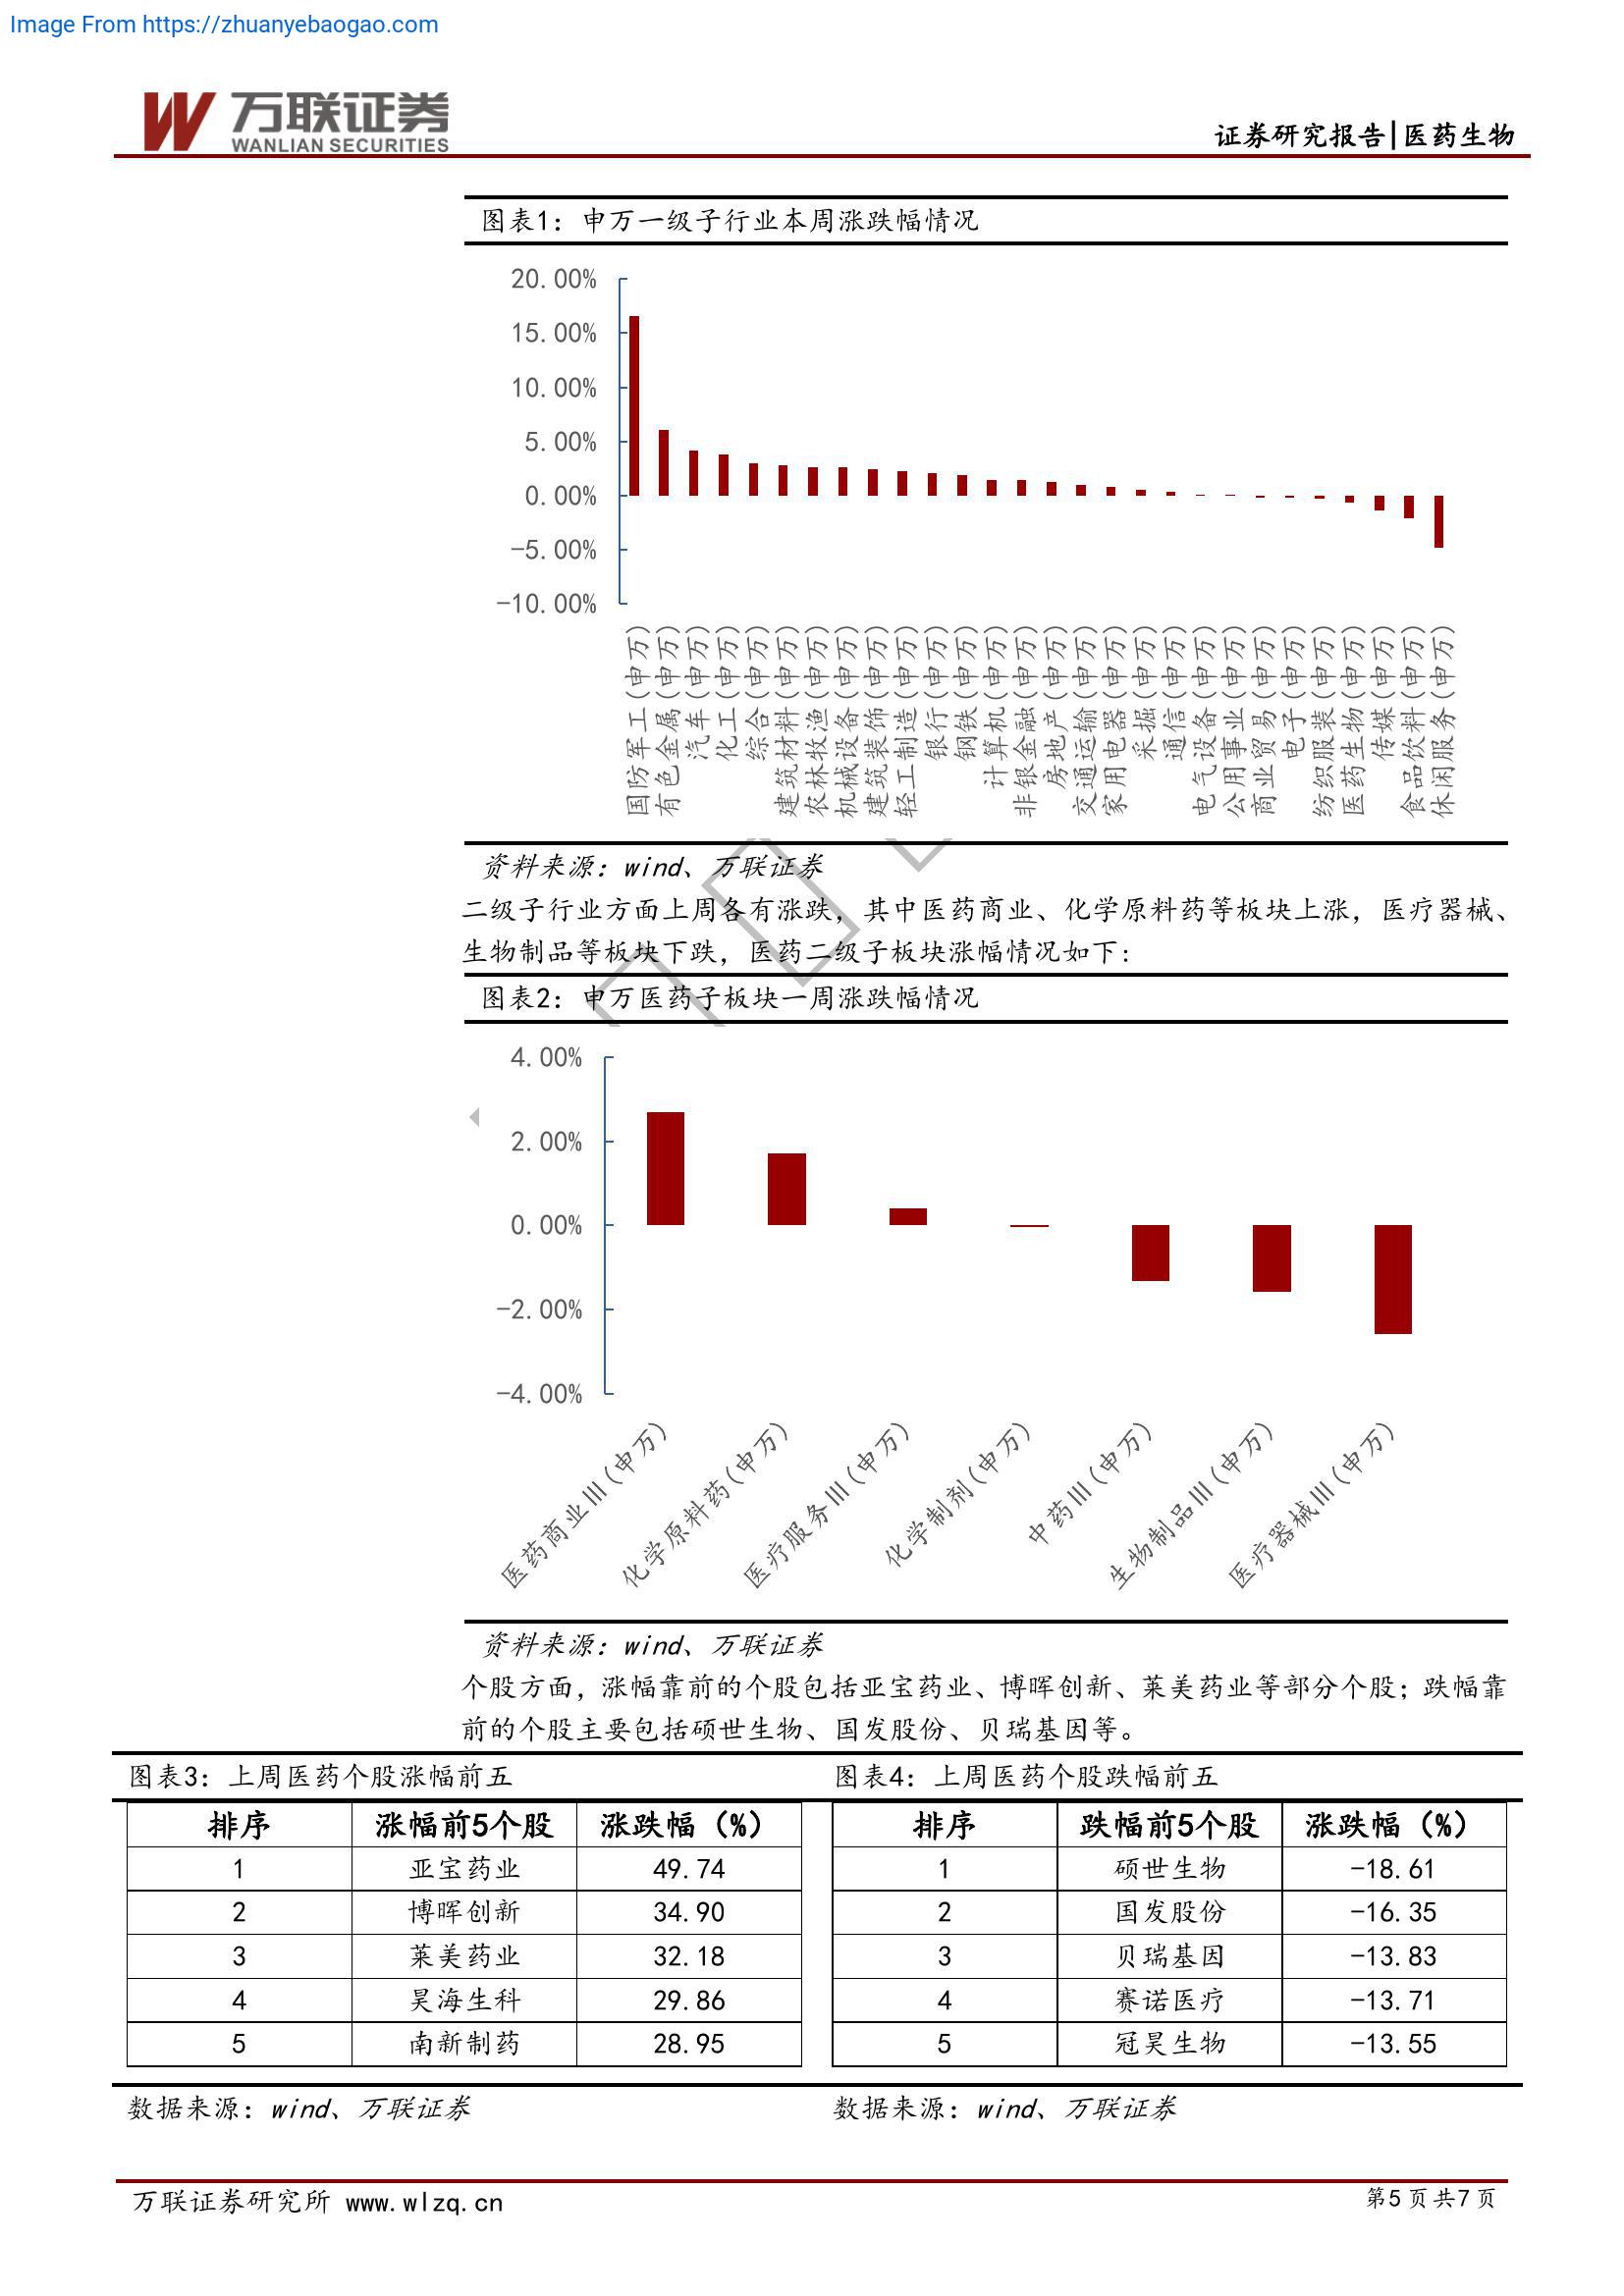 Image From https://zhuanyebaogao.com
万联证券
WANLIAN SECURITIES
证券研究报告|医药生物
图表1：申万一级子行业本周涨跌幅情况
20.00%
15.00%
10.00%
5.00%
0.00%
-5.00%
-10.00%
国防军工(申万)
有色金属(申万)
汽车(申万)
化工(申万)
综合(申万)
建筑材料(申万)
农林牧渔(申万)
机械设备(申万)
建筑装饰(申万)
轻工制造(申万)
银行(申万)
钢铁(申万)
计算机(申万)
非银金融(申万)
房地产(申万)
交通运输(申万)
家用电器(申万)
采掘(申万)
通信(申万)
电气设备(申万)
公用事业(申万)
商业贸易(申万)
电子(申万)
纺织服装(申万)
医药生物(申万)
传媒(申万)
食品饮料(申万)
休闲服务(申万)
资料来源：wind、万联证券
二级子行业方面上周各有涨跌，其中医药商业、化学原料药等板块上涨，医疗器械、
生物制品等板块下跌，医药二级子板块涨幅情况如下：
图表2：申万医药子板块一周涨跌幅情况
4.00%
2.00%
0.00%
-2.00%
-4.00%
医药商业Ⅲ(申万)
化学原料药(申万)
医疗服务Ⅲ(申万)
化学制剂(申万)
中药Ⅲ(申万)
生物制品Ⅲ(申万)
医疗器械Ⅲ(申万)
资料来源：wind、万联证券
个股方面，涨幅靠前的个股包括亚宝药业、博晖创新、莱美药业等部分个股；跌幅靠
前的个股主要包括硕世生物、国发股份、贝瑞基因等。
图表3：上周医药个股涨幅前五
排序 涨幅前5个股 涨跌幅（%）
1 亚宝药业 49.74
2 博晖创新 34.90
3 莱美药业 32.18
4 昊海生科 29.86
5 南新制药 28.95
数据来源：wind、万联证券
图表4：上周医药个股跌幅前五
排序 跌幅前5个股 涨跌幅（%）
1 硕世生物 -18.61
2 国发股份 -16.35
3 贝瑞基因 -13.83
4 赛诺医疗 -13.71
5 冠昊生物 -13.55
数据来源：wind、万联证券
万联证券研究所 www.wlzq.cn
第5页共7页